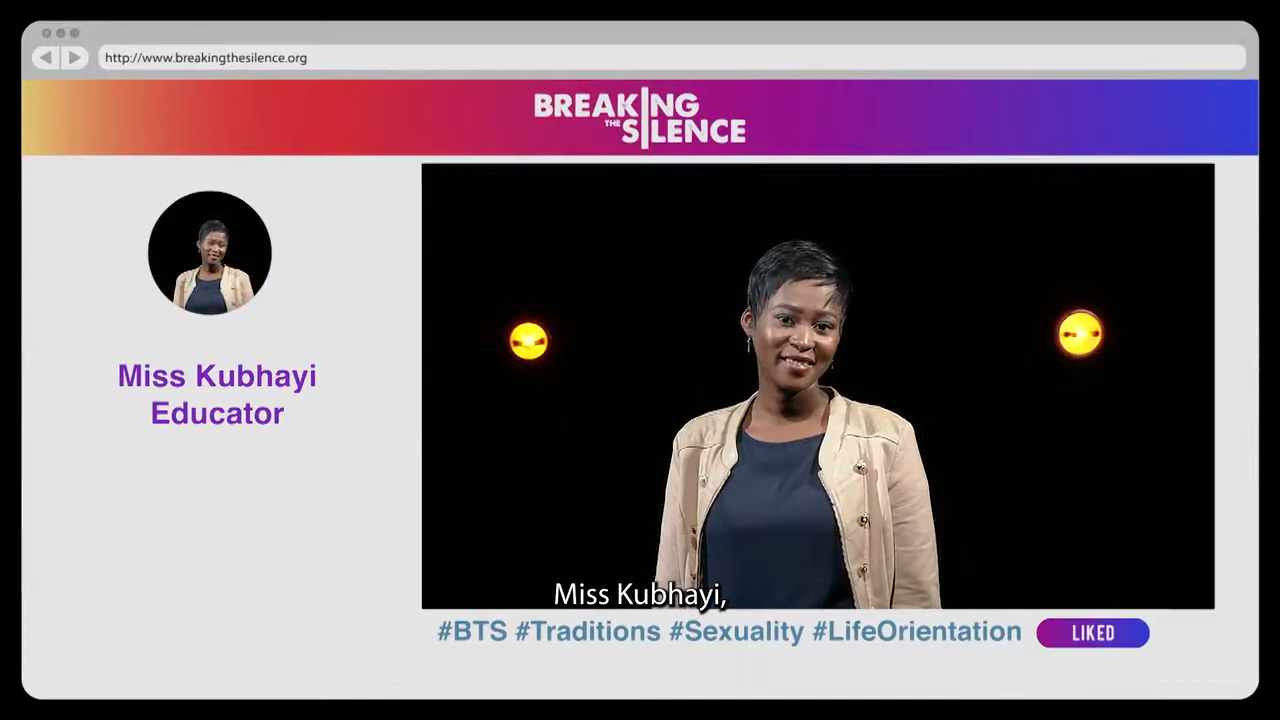 http://www.breakingthesilence.org
BREAKING
THE SILENCE
Miss Kubhayi
Educator
Miss Kubhayi,
#BTS #Traditions #Sexuality #LifeOrientation
LIKED